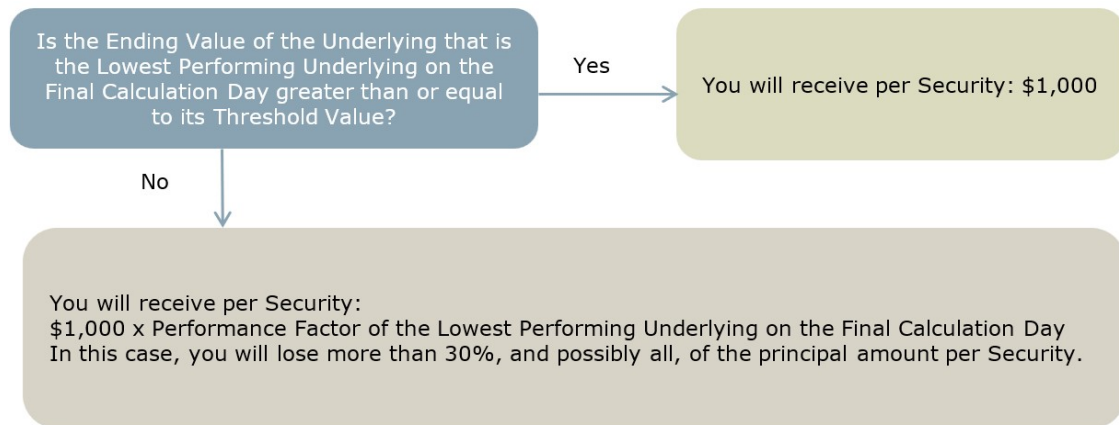 Is the Ending Value of the Underlying that is
the Lowest Performing Underlying on the
Final Calculation Day greater than or equal
to its Threshold Value?
Yes
You will receive per Security: $1,000
No
You will receive per Security:
$1,000 x Performance Factor of the Lowest Performing Underlying on the Final Calculation Day
In this case, you will lose more than 30%, and possibly all, of the principal amount per Security.